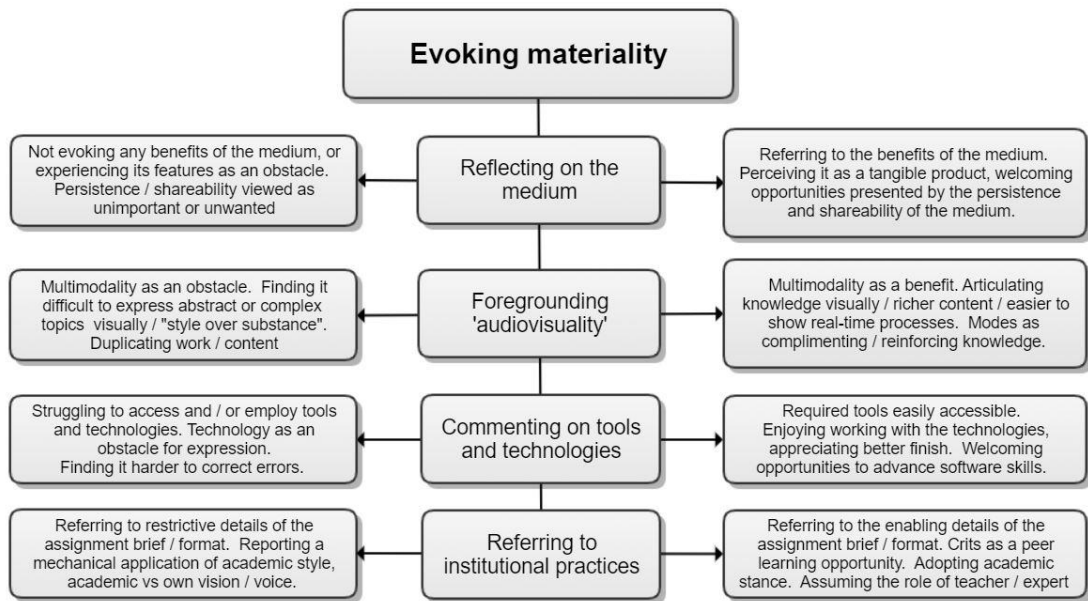 Evoking materiality
Not evoking any benefits of the medium, or
experiencing its features as an obstacle.
Persistence / shareability viewed as
unimportant or unwanted
Reflecting on the
medium
Referring to the benefits of the medium.
Perceiving it as a tangible product, welcoming
opportunities presented by the persistence
and shareability of the medium.
Multimodality as an obstacle. Finding it
difficult to express abstract or complex
topics visually / "style over substance".
Duplicating work / content
Foregrounding
'audiovisuality'
Multimodality as a benefit. Articulating
knowledge visually / richer content / easier to
show real-time processes. Modes as
complimenting / reinforcing knowledge.
Struggling to access and / or employ tools
and technologies. Technology as an
obstacle for expression.
Finding it harder to correct errors.
Commenting on tools
and technologies
Required tools easily accessible.
Enjoying working with the technologies,
appreciating better finish. Welcoming
opportunities to advance software skills.
Referring to restrictive details of the
assignment brief / format. Reporting a
mechanical application of academic style,
academic vs own vision / voice.
Referring to
institutional practices
Referring to the enabling details of the
assignment brief / format. Crits as a peer
learning opportunity. Adopting academic
stance. Assuming the role of teacher / expert